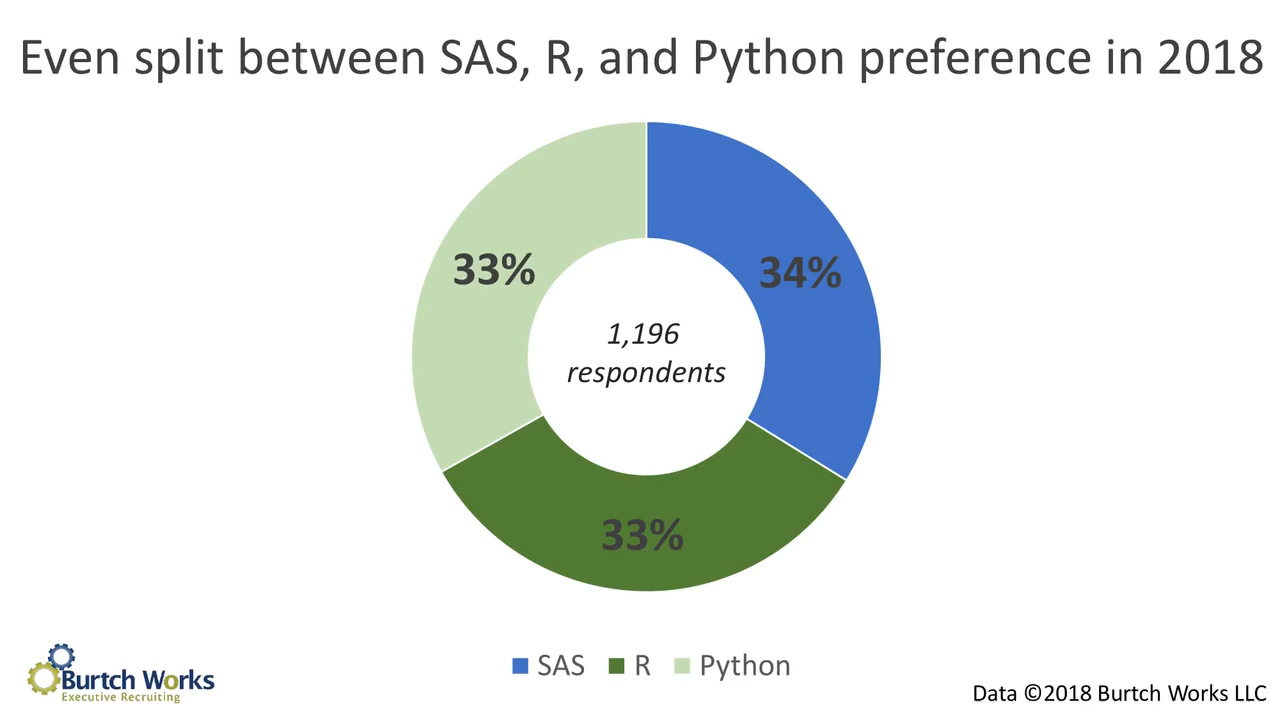 Even split between SAS, R, and Python preference in 2018
33%
34%
1,196
respondents
33%
SAS R Python
Burtch Works
Executive Recruiting
Data ©2018 Burtch Works LLC